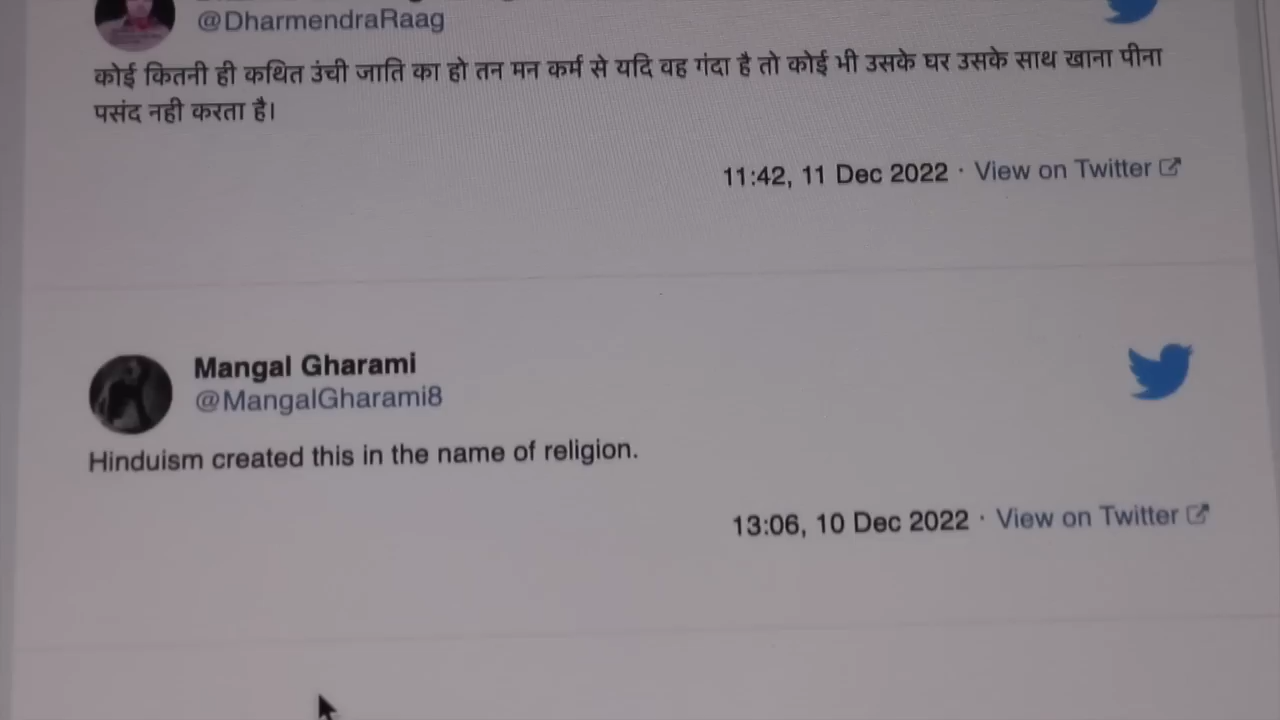 @DharmendraRaag
कोई कितनी ही कथित उंची जाति का हो तन मन कर्म से यदि वह गंदा है तो कोई भी उसके घर उसके साथ खाना पीना
पसंद नही करता है।
11:42, 11 Dec 2022 · View on Twitter
Mangal Gharami
@MangalGharami8
Hinduism created this in the name of religion.
13:06, 10 Dec 2022 · View on Twitter